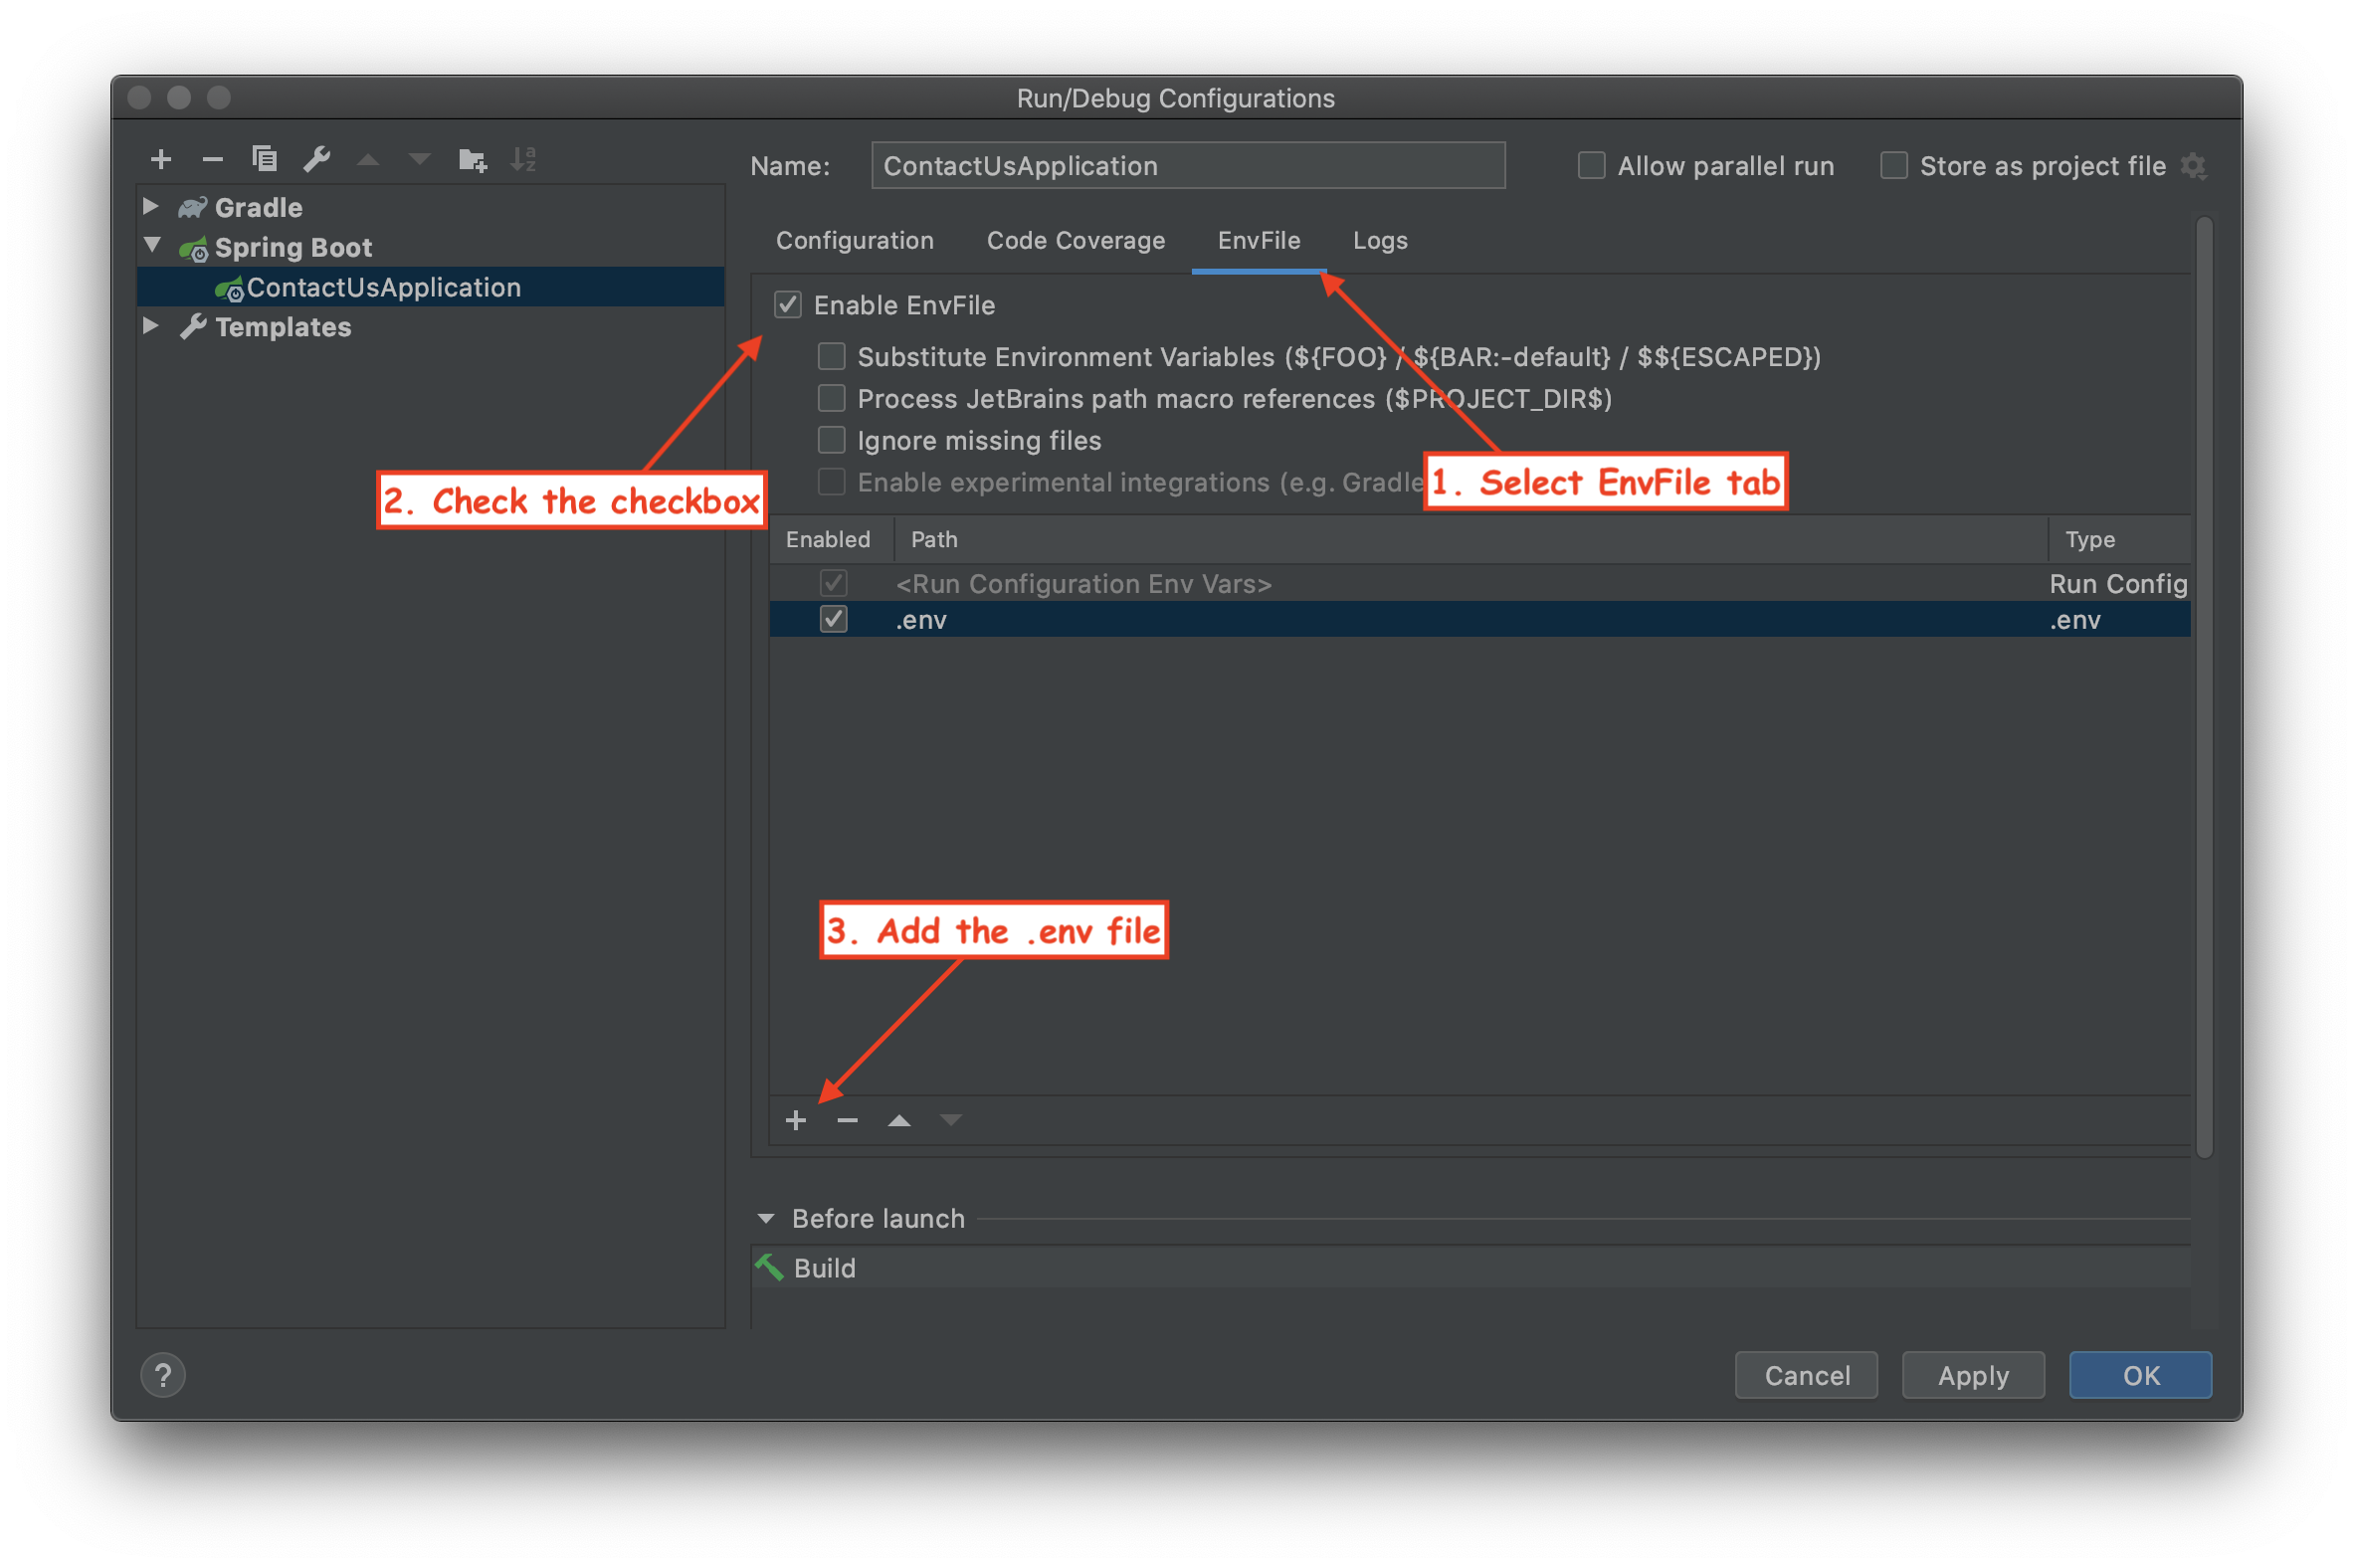 Run/Debug Configurations
Name: ContactUsApplication Allow parallel run Store as project file
Gradle
Spring Boot
ContactUsApplication
Templates
Configuration Code Coverage EnvFile Logs
Enable EnvFile
Substitute Environment Variables (${FOO} / ${BAR:-default} / $${ESCAPED})
Process JetBrains path macro references ($PROJECT_DIR$)
Ignore missing files
Enable experimental integrations (e.g. Gradle
1. Select EnvFile tab
2. Check the checkbox
Enabled Path Type
<Run Configuration Env Vars> Run Config
.env .env
3. Add the .env file
Before launch
Build
? Cancel Apply OK